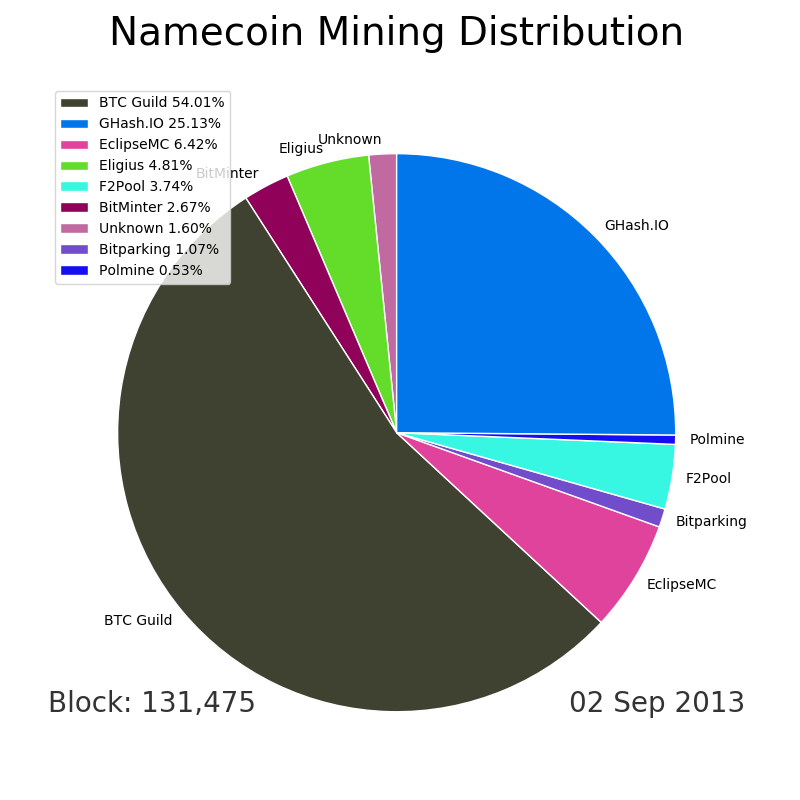 Namecoin Mining Distribution
BTC Guild 54.01%
GHash.IO 25.13%
EclipseMC 6.42%
Eligius 4.81%
F2Pool 3.74%
BitMinter 2.67%
Unknown 1.60%
Bitparking 1.07%
Polmine 0.53%
Unknown
Eligius
BitMinter
GHash.IO
Polmine
F2Pool
Bitparking
EclipseMC
BTC Guild
Block: 131,475
02 Sep 2013